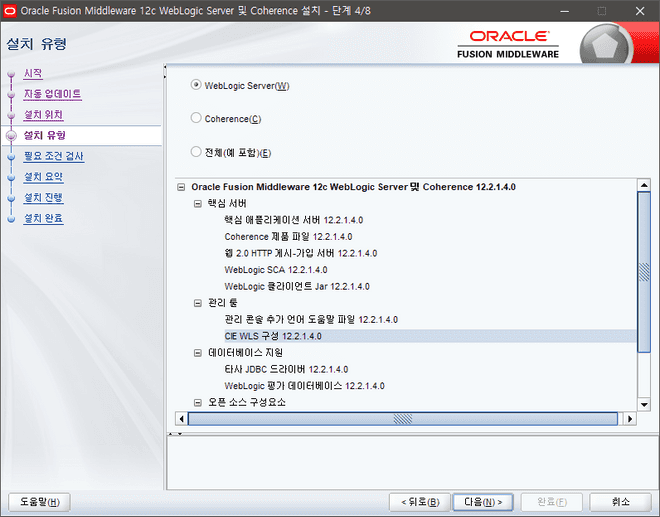 Oracle Fusion Middleware 12c WebLogic Server 및 Coherence 설치 - 단계 4/8
설치 유형
ORACLE
FUSION MIDDLEWARE
시작
자동 업데이트
설치 위치
설치 유형
필요 조건 검사
설치 요약
설치 진행
설치 완료
WebLogic Server(W)
Coherence(C)
전체(예 포함)(E)
Oracle Fusion Middleware 12c WebLogic Server 및 Coherence 12.2.1.4.0
핵심 서버
핵심 애플리케이션 서버 12.2.1.4.0
Coherence 제품 파일 12.2.1.4.0
웹 2.0 HTTP 게시-가입 서버 12.2.1.4.0
WebLogic SCA 12.2.1.4.0
WebLogic 클라이언트 Jar 12.2.1.4.0
관리 툴
관리 콘솔 추가 언어 도움말 파일 12.2.1.4.0
CIE WLS 구성 12.2.1.4.0
데이터베이스 지원
타사 JDBC 드라이버 12.2.1.4.0
WebLogic 평가 데이터베이스 12.2.1.4.0
오픈 소스 구성요소
도움말(H)
< 뒤로(B)
다음(N) >
완료(F)
취소